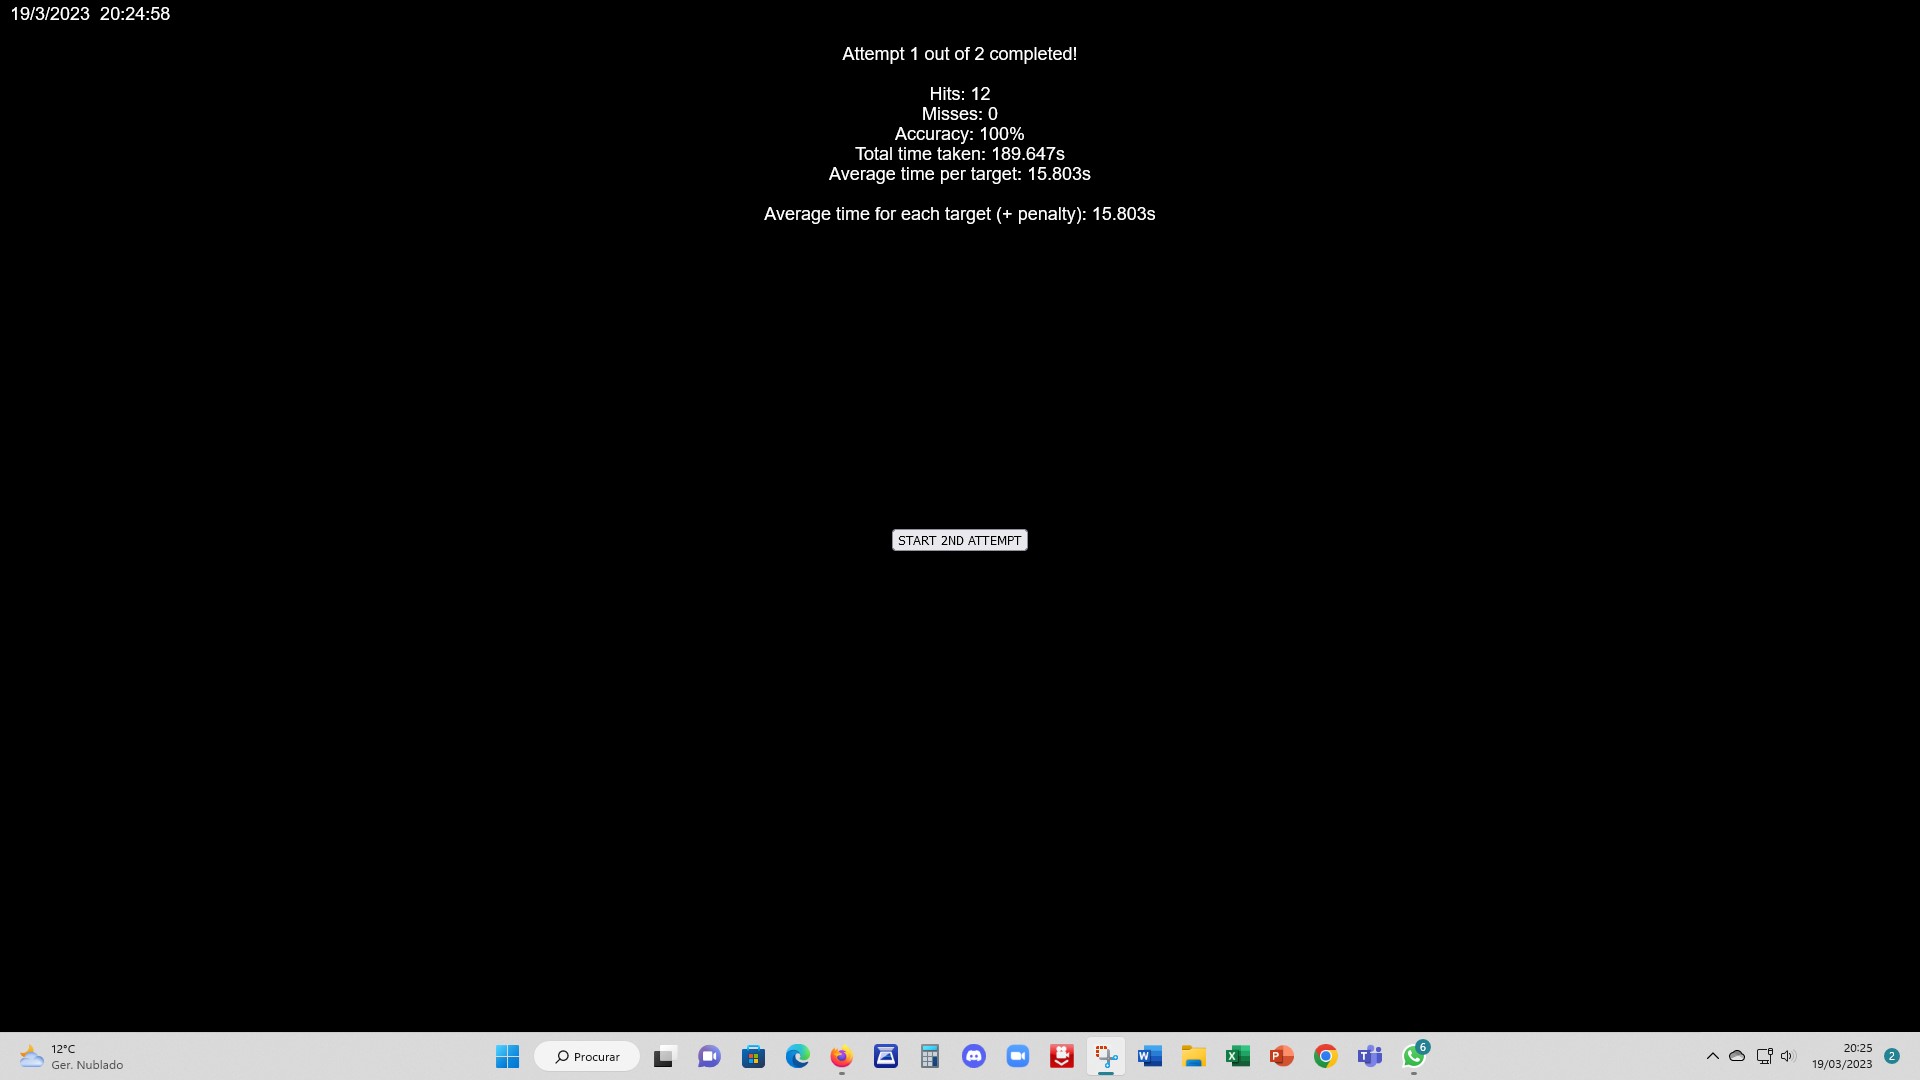 19/3/2023  20:24:58
Attempt 1 out of 2 completed!
Hits: 12
Misses: 0
Accuracy: 100%
Total time taken: 189.647s
Average time per target: 15.803s
Average time for each target (+ penalty): 15.803s
START 2ND ATTEMPT
12°C
Ger. Nublado
Procurar
6
20:25
19/03/2023
2